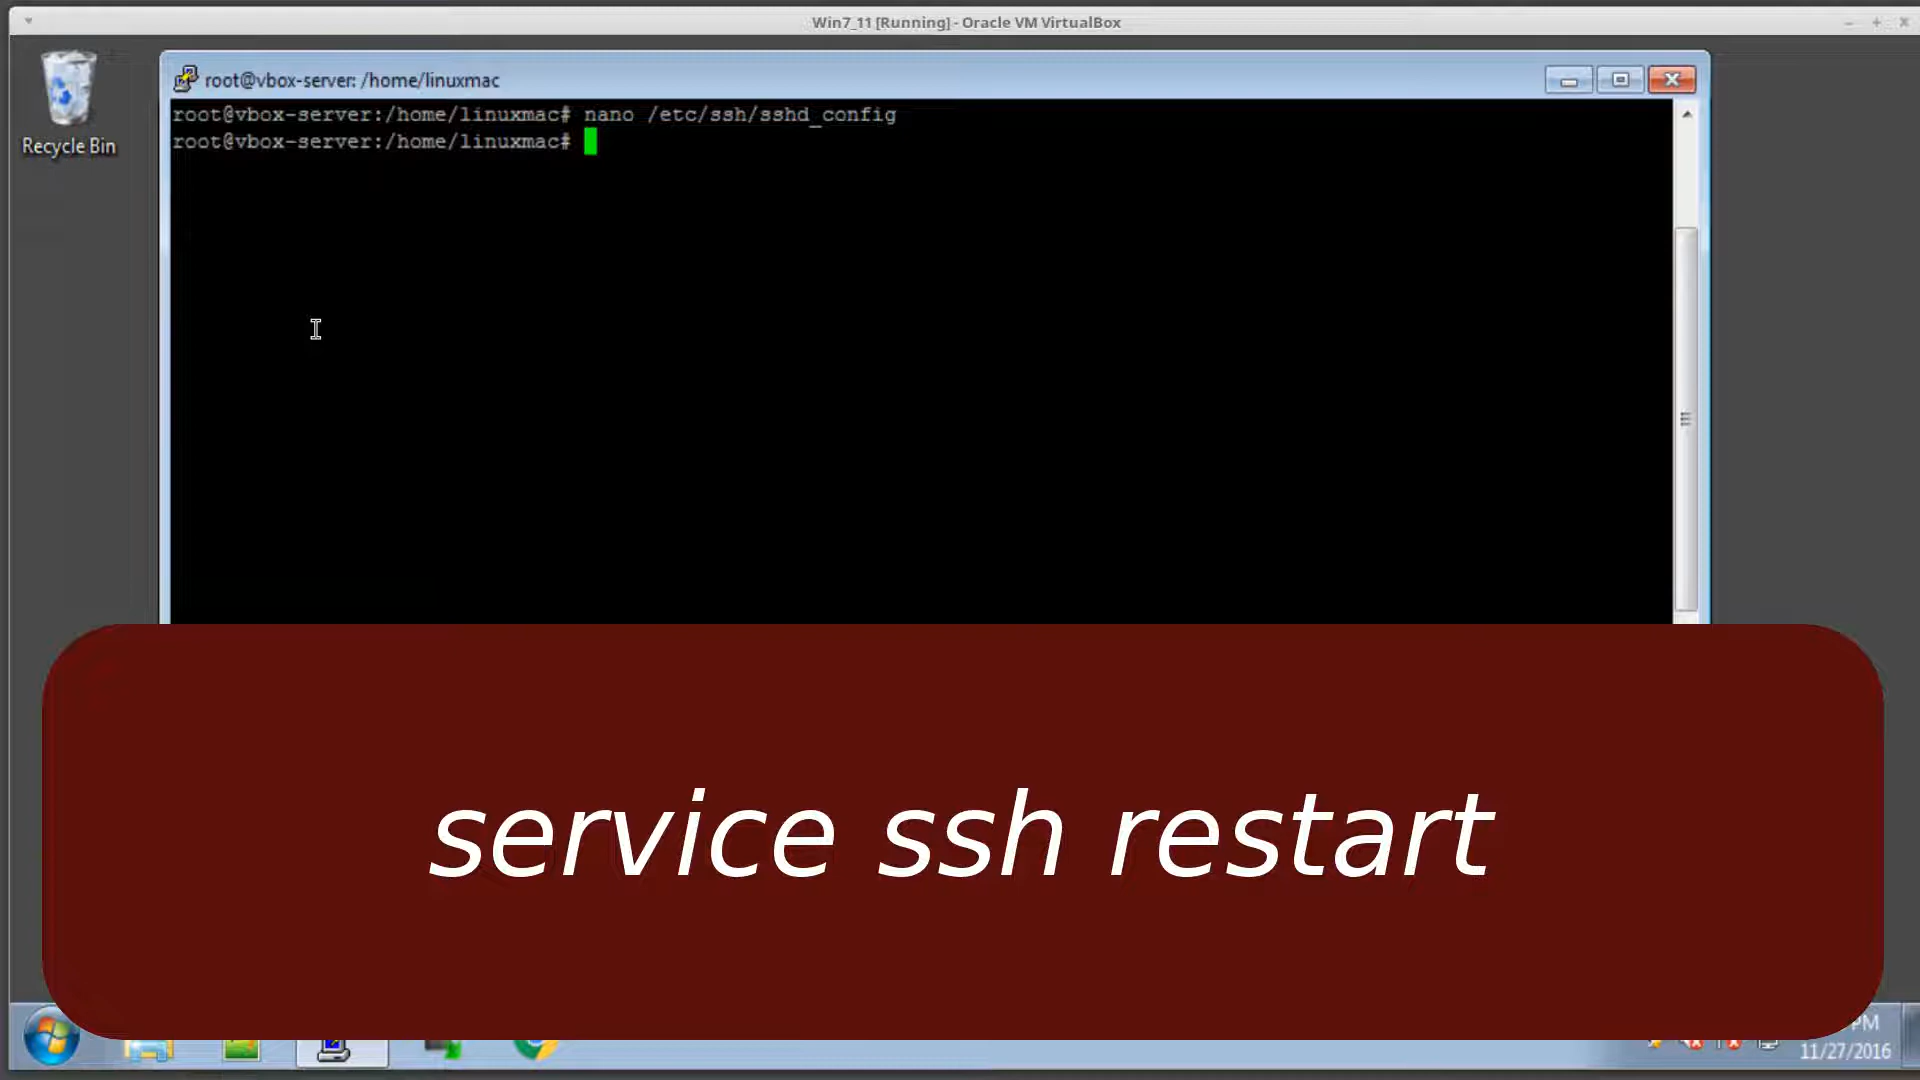 Win7_11 [Running] - Oracle VM VirtualBox
root@vbox-server: /home/linuxmac
root@vbox-server:/home/linuxmac# nano /etc/ssh/sshd_config
root@vbox-server:/home/linuxmac#
Recycle Bin
service ssh restart
PM
11/27/2016